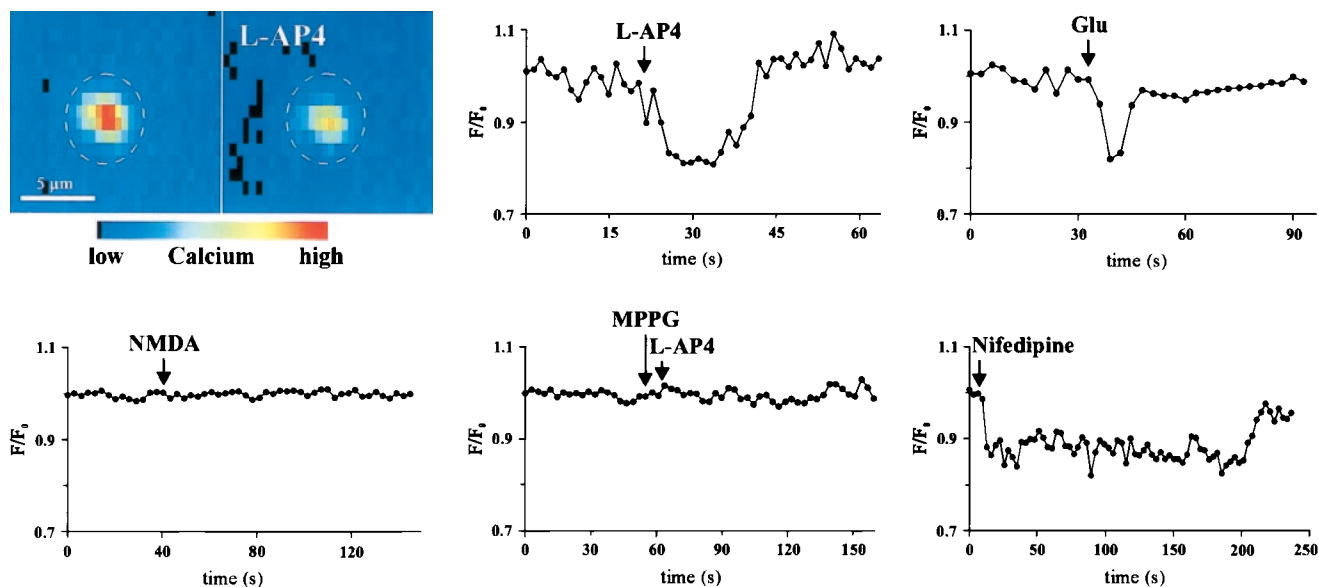 L-AP4
5 μm
low Calcium high
L-AP4
1.1
0.9
0.7
F/F₀
0 15 30 45 60
time (s)
Glu
1.1
0.9
0.7
F/F₀
0 30 60 90
time (s)
NMDA
1.1
0.9
0.7
F/F₀
0 40 80 120
time (s)
MPPG
L-AP4
1.1
0.9
0.7
F/F₀
0 30 60 90 120 150
time (s)
Nifedipine
1.1
0.9
0.7
F/F₀
0 50 100 150 200 250
time (s)